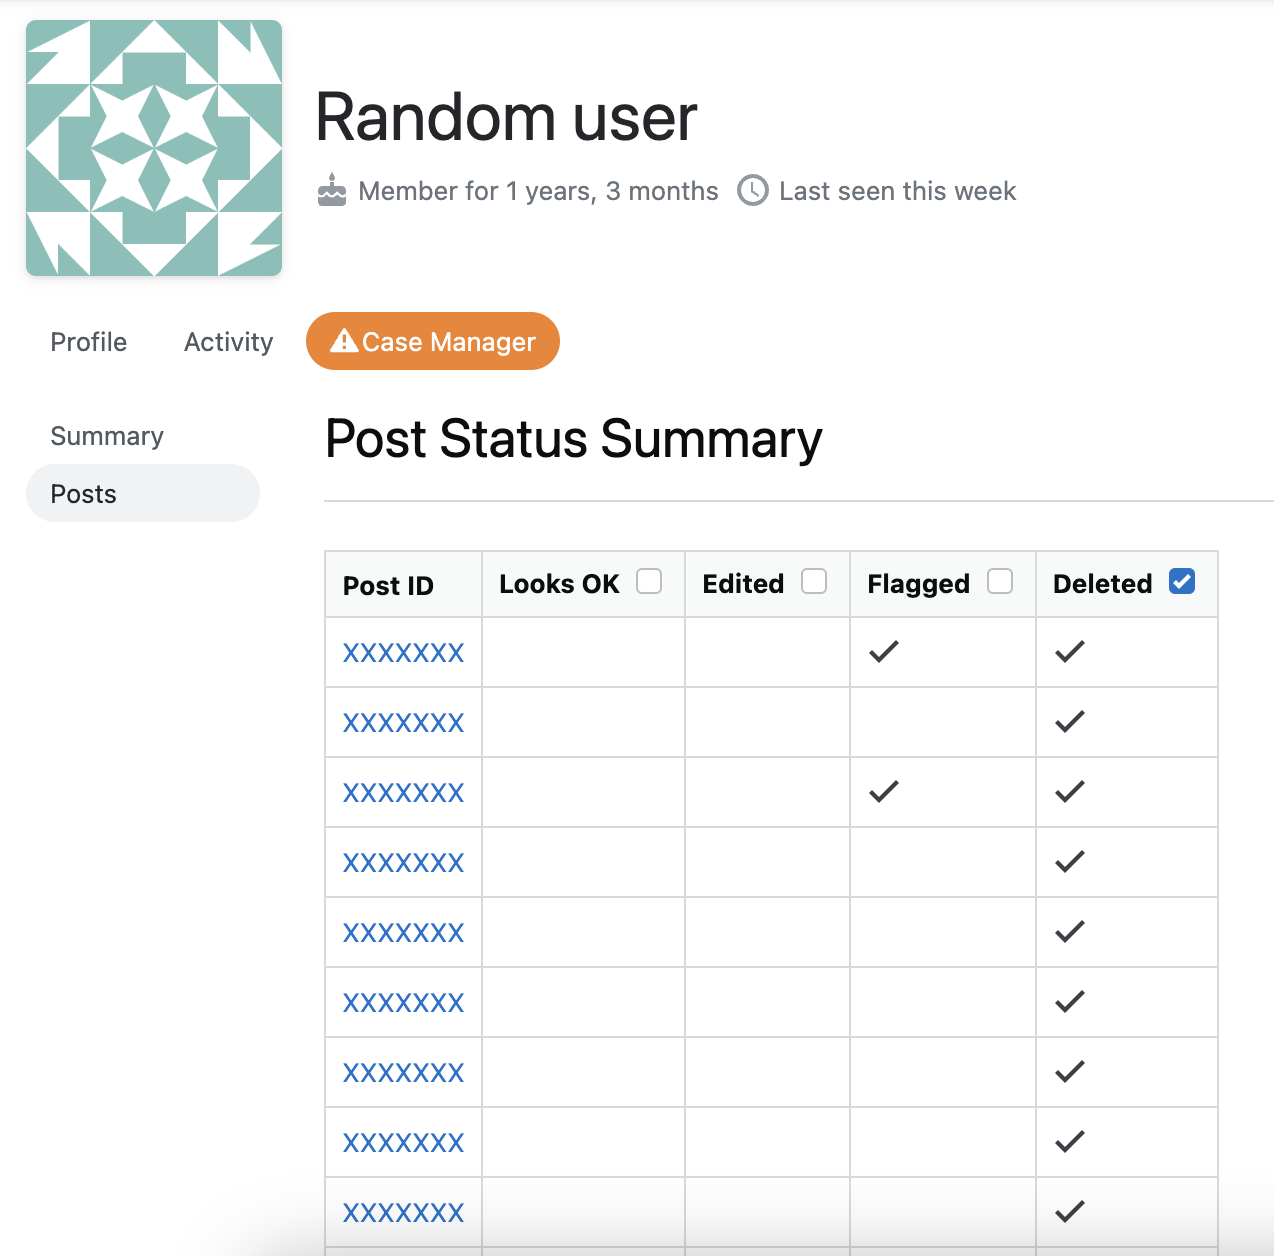 Random user
Member for 1 years, 3 months Last seen this week
Profile Activity Case Manager
Summary
Posts
Post Status Summary
Post ID Looks OK Edited Flagged Deleted
XXXXXXX
XXXXXXX
XXXXXXX
XXXXXXX
XXXXXXX
XXXXXXX
XXXXXXX
XXXXXXX
XXXXXXX